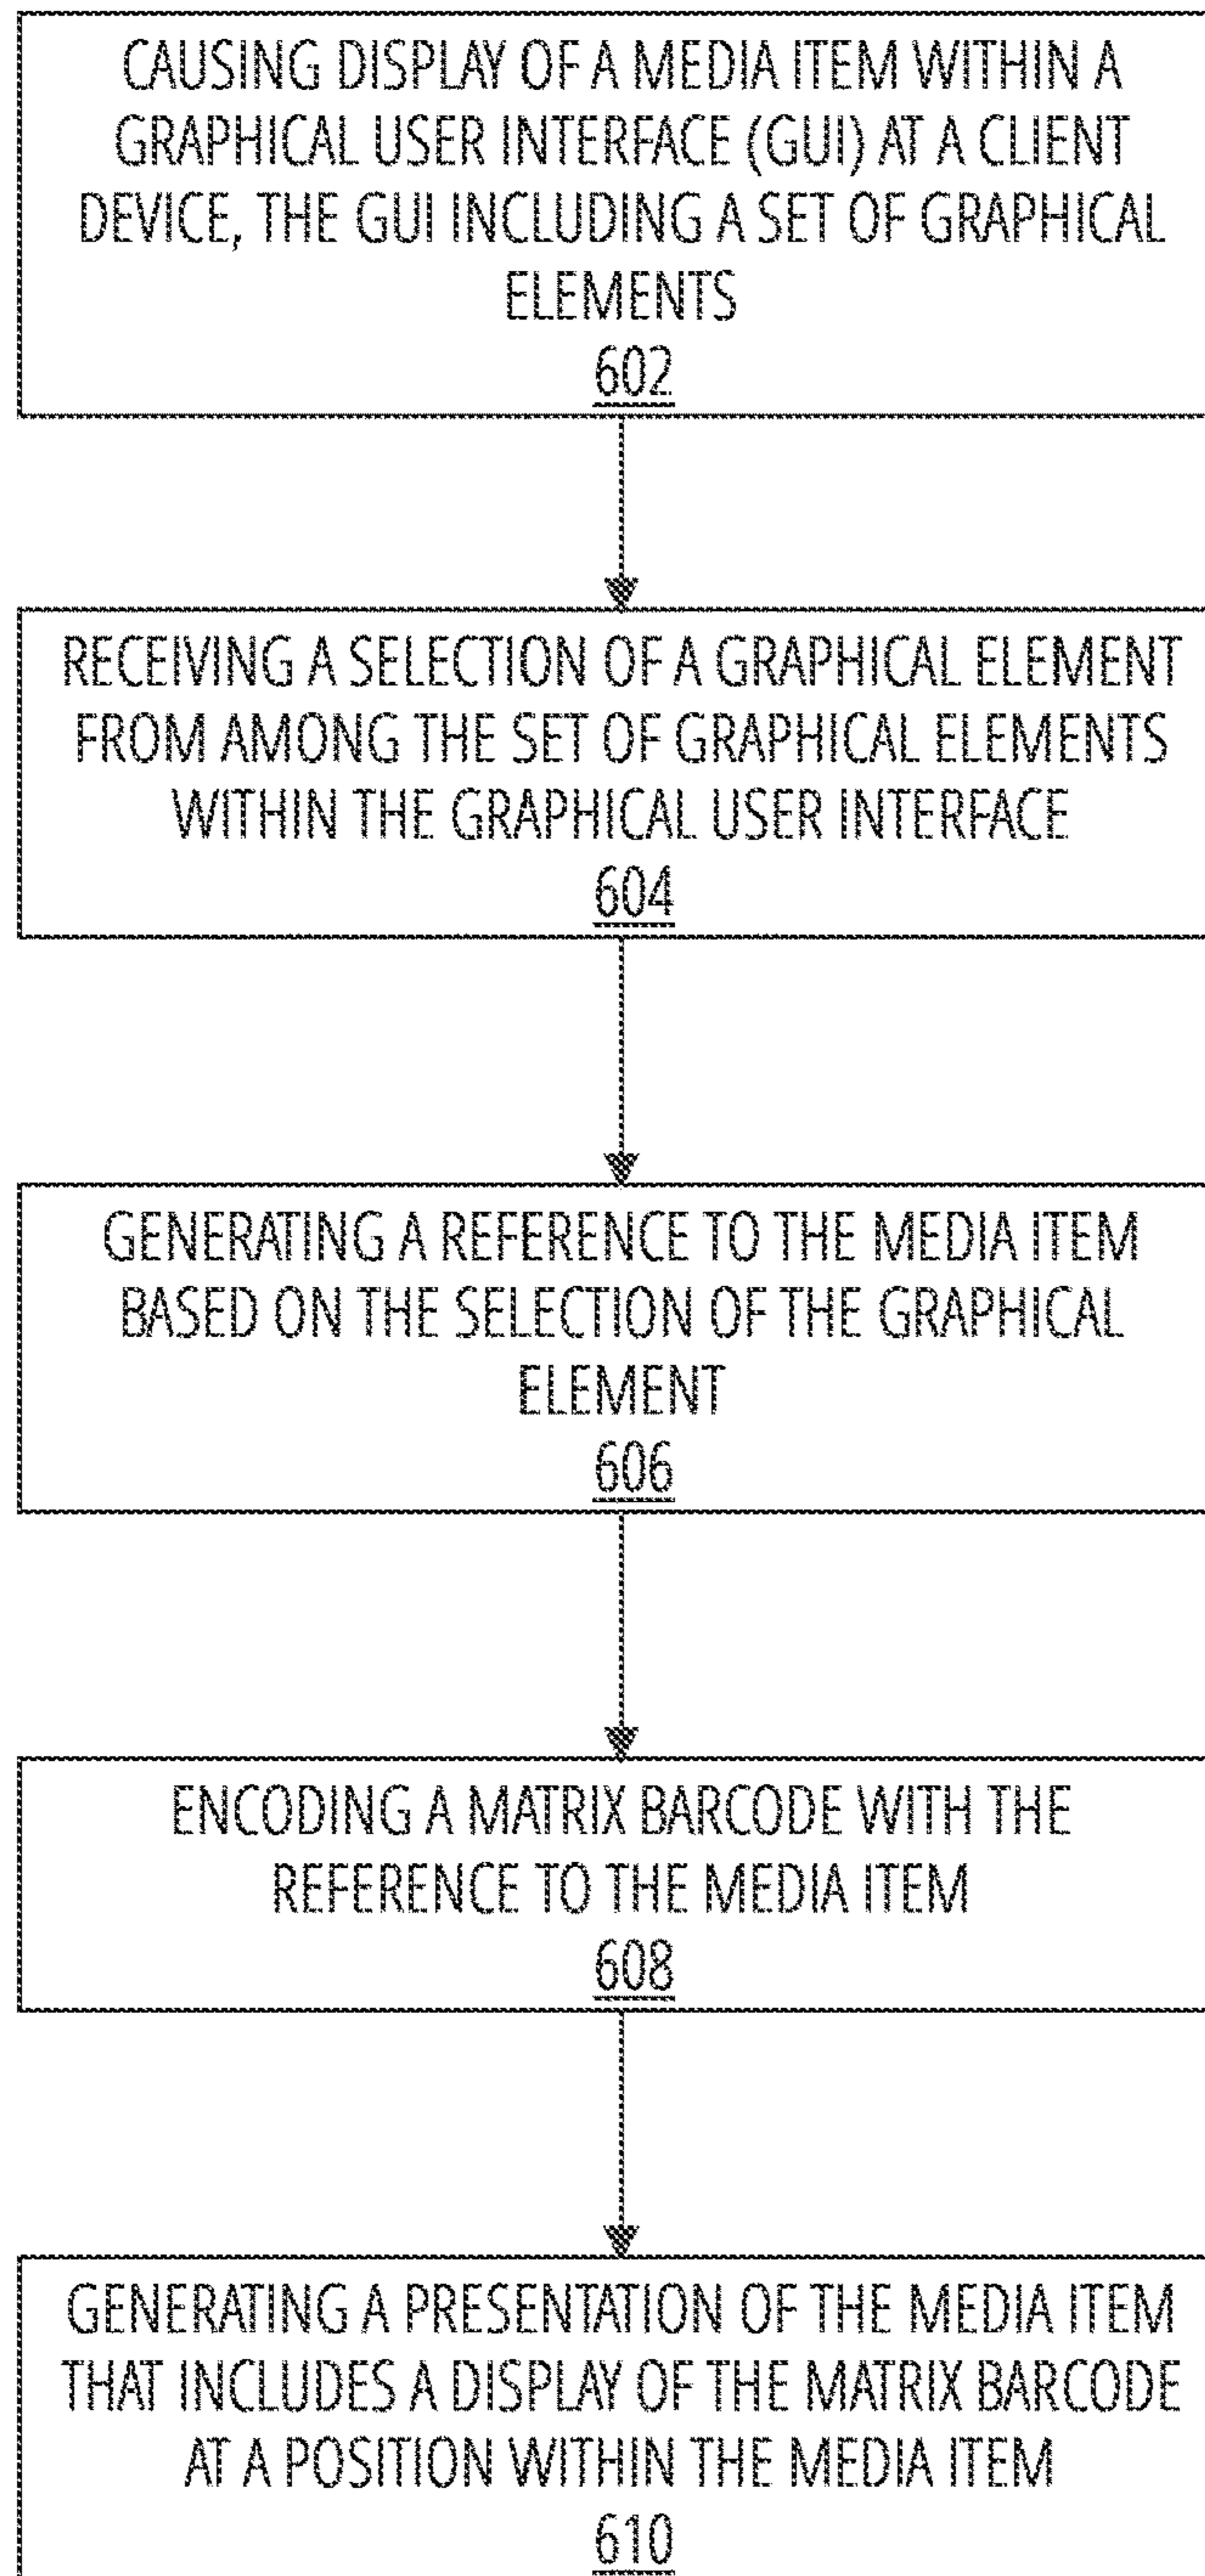 CAUSING DISPLAY OF A MEDIA ITEM WITHIN A
GRAPHICAL USER INTERFACE (GUI) AT A CLIENT
DEVICE, THE GUI INCLUDING A SET OF GRAPHICAL
ELEMENTS
602
RECEIVING A SELECTION OF A GRAPHICAL ELEMENT
FROM AMONG THE SET OF GRAPHICAL ELEMENTS
WITHIN THE GRAPHICAL USER INTERFACE
604
GENERATING A REFERENCE TO THE MEDIA ITEM
BASED ON THE SELECTION OF THE GRAPHICAL
ELEMENT
606
ENCODING A MATRIX BARCODE WITH THE
REFERENCE TO THE MEDIA ITEM
608
GENERATING A PRESENTATION OF THE MEDIA ITEM
THAT INCLUDES A DISPLAY OF THE MATRIX BARCODE
AT A POSITION WITHIN THE MEDIA ITEM
610